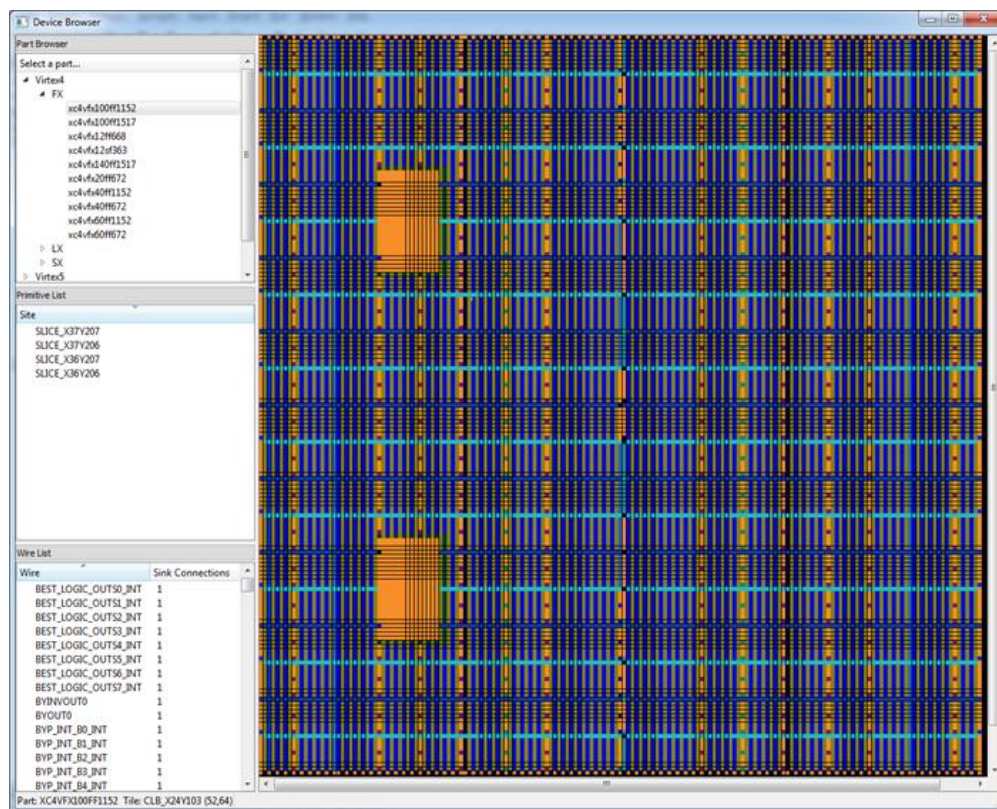 Device Browser
Part Browser
Select a part...
Virtex4
FX
xc4vfx100ff1152
xc4vfx100ff1517
xc4vfx12ff668
xc4vfx12sf363
xc4vfx140ff1517
xc4vfx20ff672
xc4vfx40ff1152
xc4vfx40ff672
xc4vfx60ff1152
xc4vfx60ff672
LX
SX
Virtex5
Primitive List
Site
SLICE_X37Y207
SLICE_X37Y206
SLICE_X36Y207
SLICE_X36Y206
Wire List
Wire Sink Connections
BEST_LOGIC_OUTS0_INT 1
BEST_LOGIC_OUTS1_INT 1
BEST_LOGIC_OUTS2_INT 1
BEST_LOGIC_OUTS3_INT 1
BEST_LOGIC_OUTS4_INT 1
BEST_LOGIC_OUTS5_INT 1
BEST_LOGIC_OUTS6_INT 1
BEST_LOGIC_OUTS7_INT 1
BYINVOUT0 1
BYOUT0 1
BYP_INT_B0_INT 1
BYP_INT_B1_INT 1
BYP_INT_B2_INT 1
BYP_INT_B3_INT 1
BYP_INT_B4_INT 1
Part: XC4VFX100FF1152 Tile: CLB_X24Y103 (52,64)